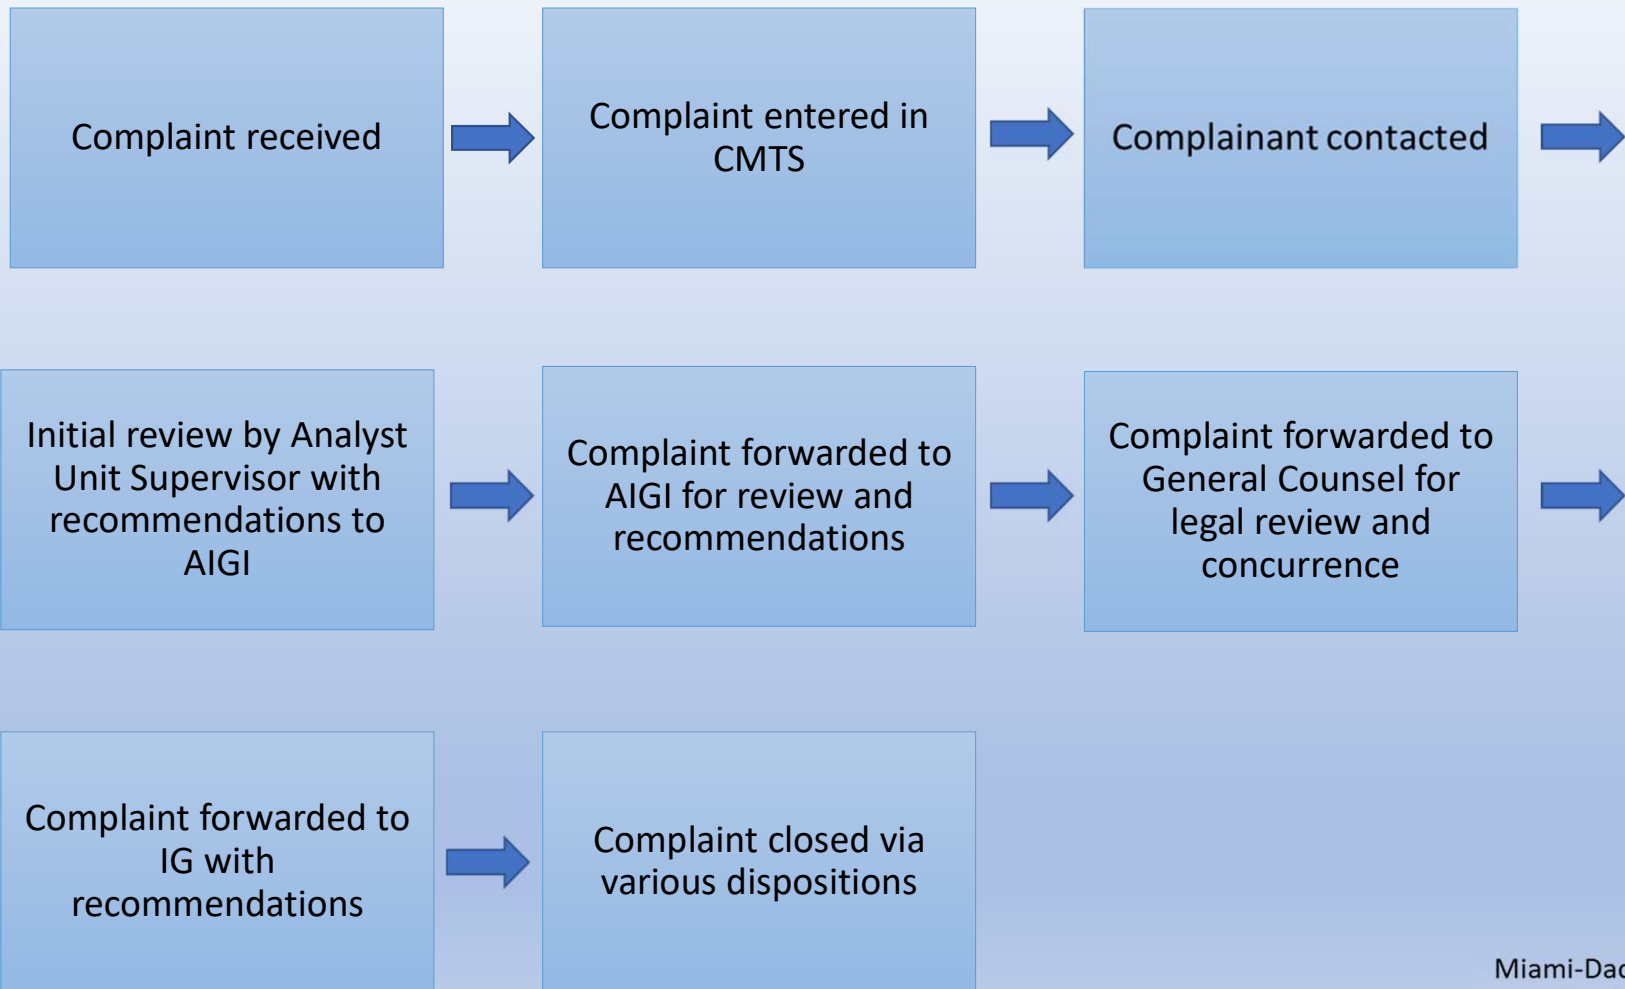 Complaint received
Complaint entered in
CMTS
Complainant contacted
Initial review by Analyst
Unit Supervisor with
recommendations to
AIGI
Complaint forwarded to
AIGI for review and
recommendations
Complaint forwarded to
General Counsel for
legal review and
concurrence
Complaint forwarded to
IG with
recommendations
Complaint closed via
various dispositions
Miami-Dad